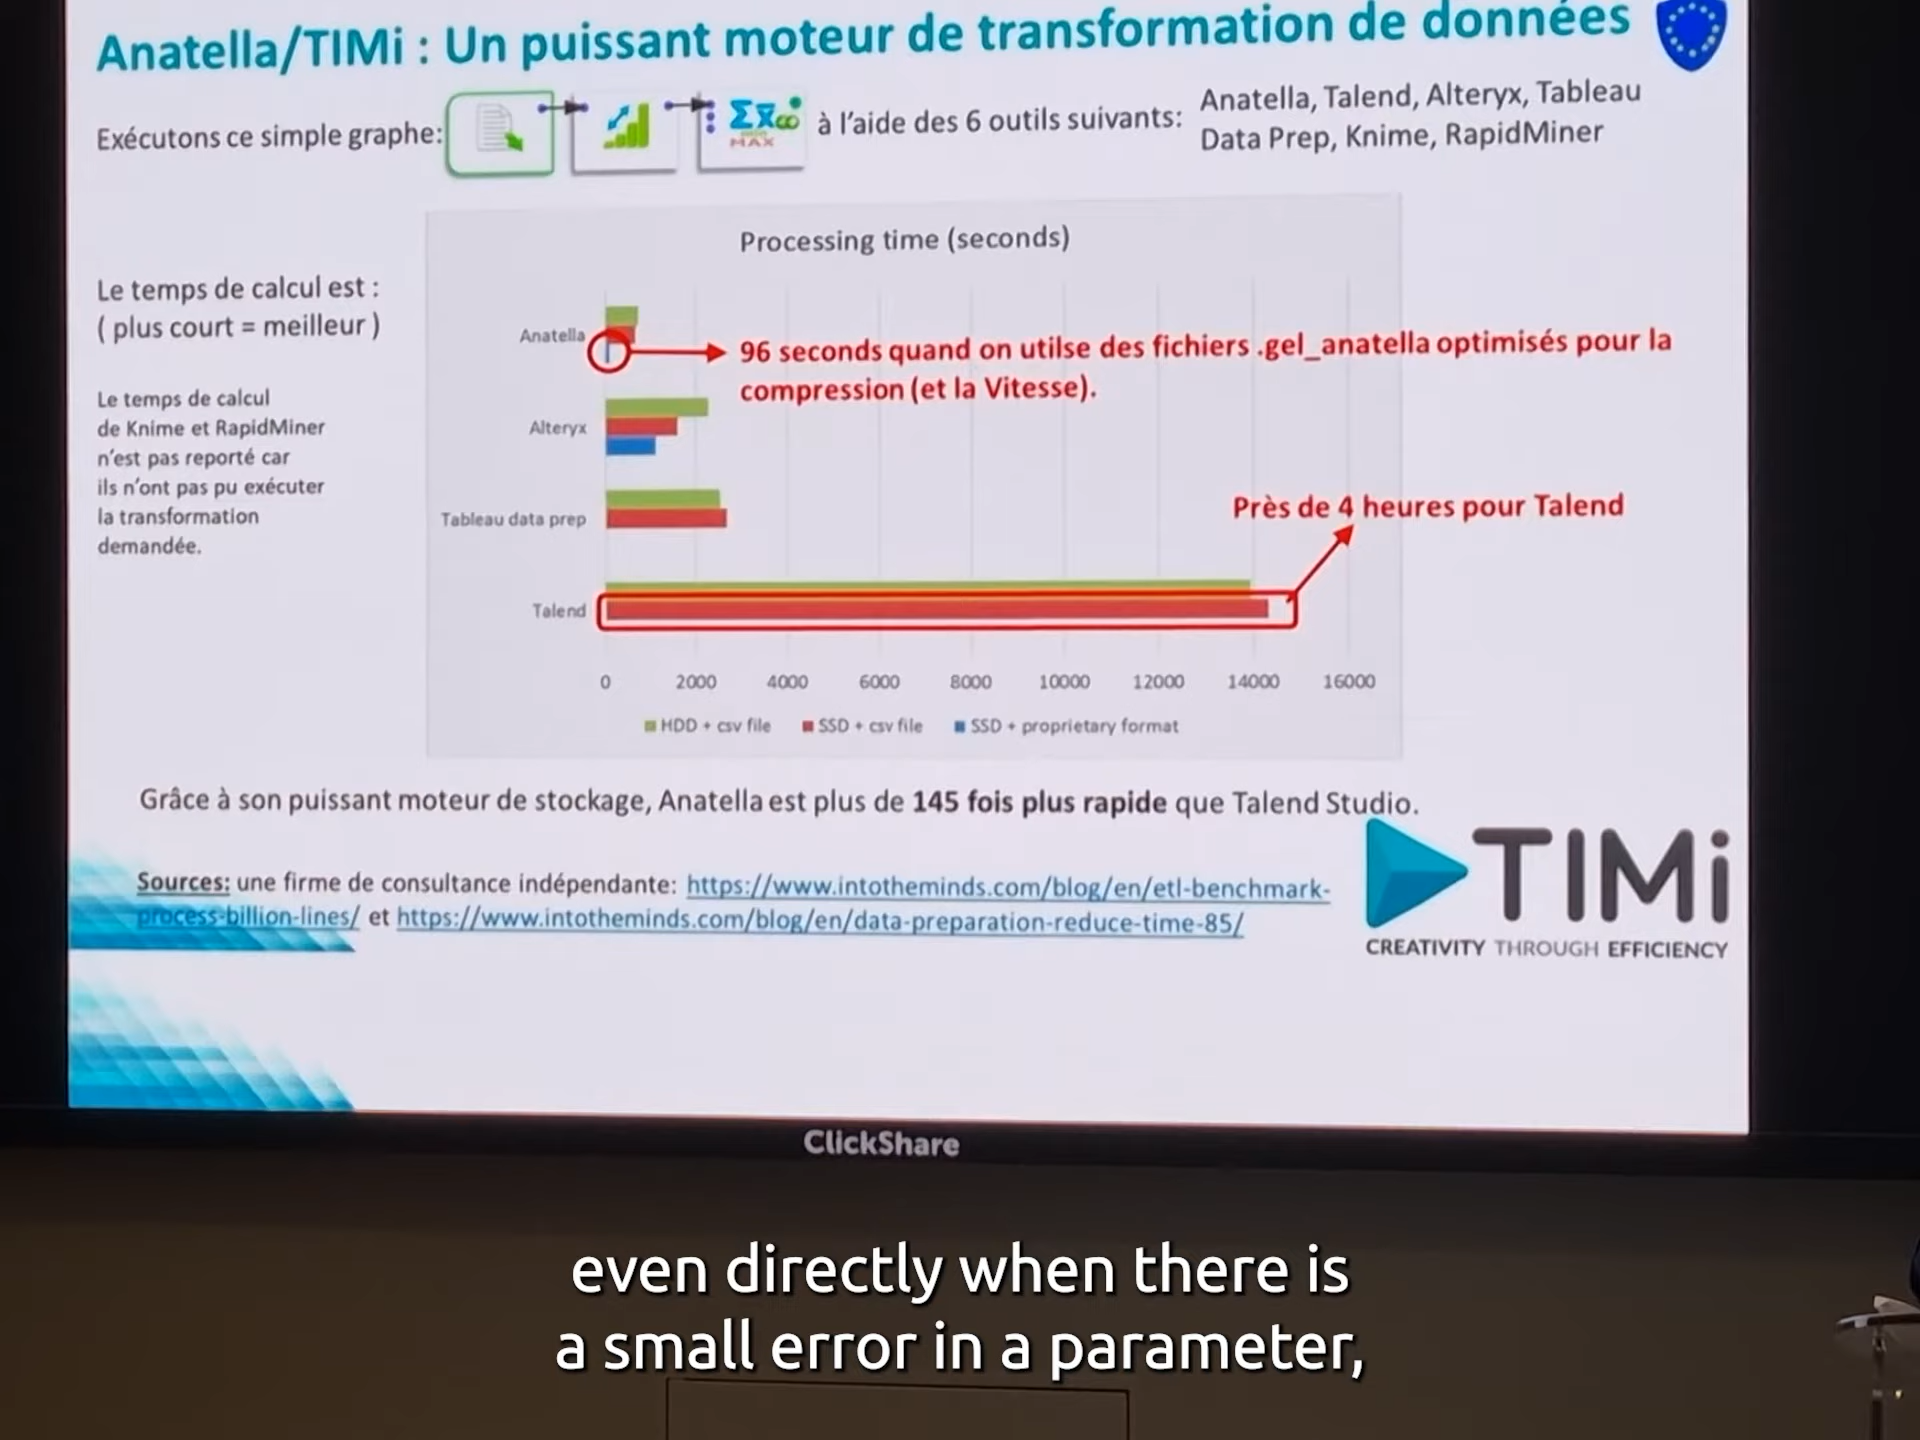 Anatella/TIMi : Un puissant moteur de transformation de données
Exécutons ce simple graphe:
MAX
à l'aide des 6 outils suivants:
Anatella, Talend, Alteryx, Tableau
Data Prep, Knime, RapidMiner
Le temps de calcul est :
( plus court = meilleur )
Le temps de calcul
de Knime et RapidMiner
n'est pas reporté car
ils n'ont pas pu exécuter
la transformation
demandée.
Processing time (seconds)
Anatella
96 seconds quand on utilse des fichiers .gel_anatella optimisés pour la
compression (et la Vitesse).
Alteryx
Tableau data prep
Près de 4 heures pour Talend
Talend
0 2000 4000 6000 8000 10000 12000 14000 16000
HDD + csv file SSD + csv file SSD + proprietary format
Grâce à son puissant moteur de stockage, Anatella est plus de 145 fois plus rapide que Talend Studio.
Sources: une firme de consultance indépendante: https://www.intotheminds.com/blog/en/etl-benchmark-
process-billion-lines/ et https://www.intotheminds.com/blog/en/data-preparation-reduce-time-85/
TIMi
CREATIVITY THROUGH EFFICIENCY
ClickShare
even directly when there is
a small error in a parameter,